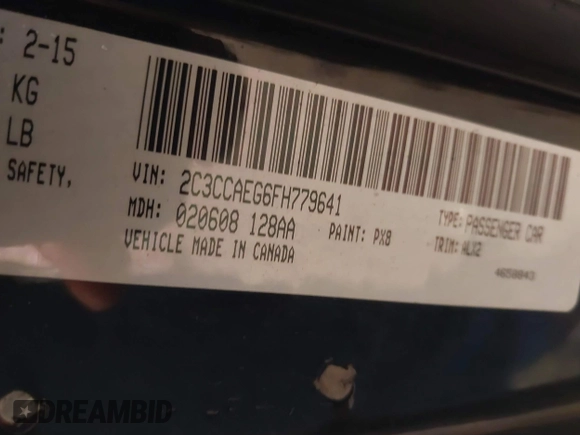 : 2-15
KG
LB
SAFETY,
VIN: 2C3CCAEG6FH779641
MDH: 020608 128AA
PAINT: PX8
TYPE: PASSENGER CAR
TRIM: ALX2
VEHICLE MADE IN CANADA
DREAMBID